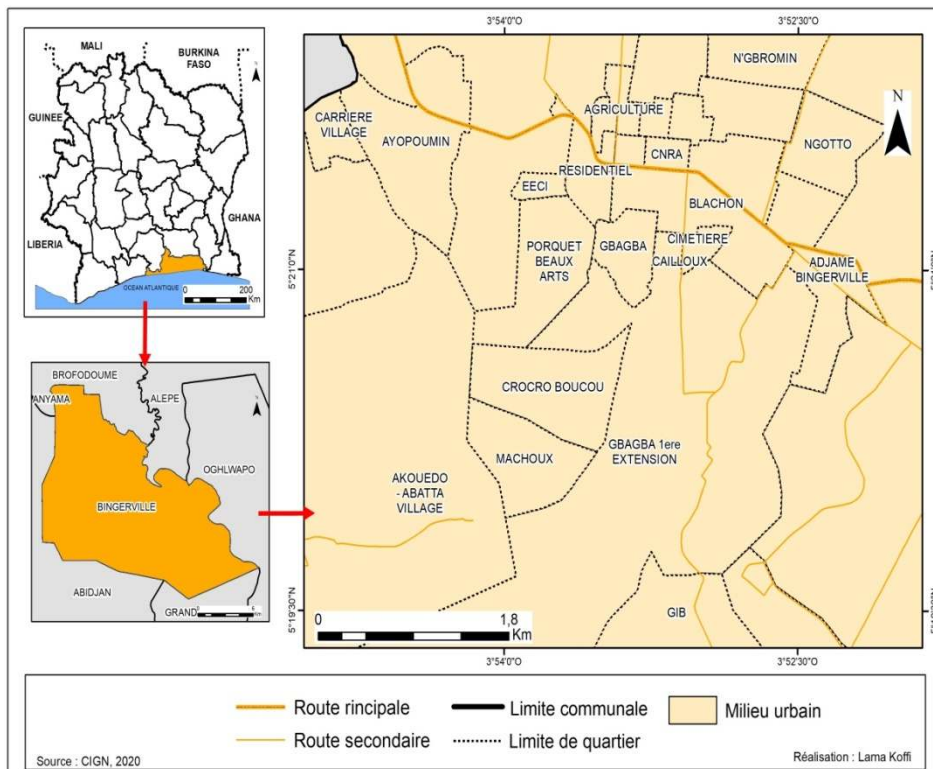 MALI
BURKINA
FASO
GUINEE
GHANA
LIBERIA
OCEAN ATLANTIQUE
0 200
Km
BROFODOUME
ANYAMA
ALEPE
OGHLWAPO
BINGERVILLE
ABIDJAN
GRAND
3°54'0"O
3°52'30"O
N'GBROMIN
N
CARRIERE
VILLAGE
AYOPOUMIN
AGRICULTURE
CNRA
NGOTTO
RESIDENTIEL
EECI
BLACHON
PORQUET
BEAUX
ARTS
GBAGBA
CIMETIERE
CAILLOUX
ADJAME
BINGERVILLE
5°21'0"N
CROCRO BOUCOU
MACHOUX
GBAGBA 1ere
EXTENSION
AKOUEDO
-ABATTA
VILLAGE
5°19'30"N
GIB
0 1,8
Km
3°54'0"O
3°52'30"O
Route rincipale
Limite communale
Milieu urbain
Route secondaire
Limite de quartier
Source : CIGN, 2020
Réalisation : Lama Koffi